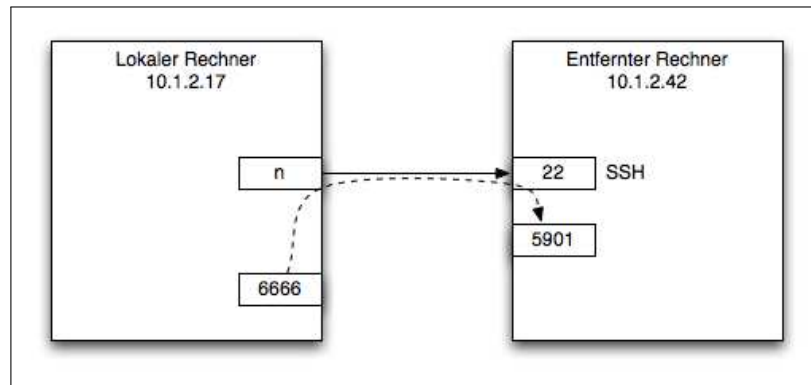 Lokaler Rechner
10.1.2.17
n
6666
Entfernter Rechner
10.1.2.42
22 SSH
5901